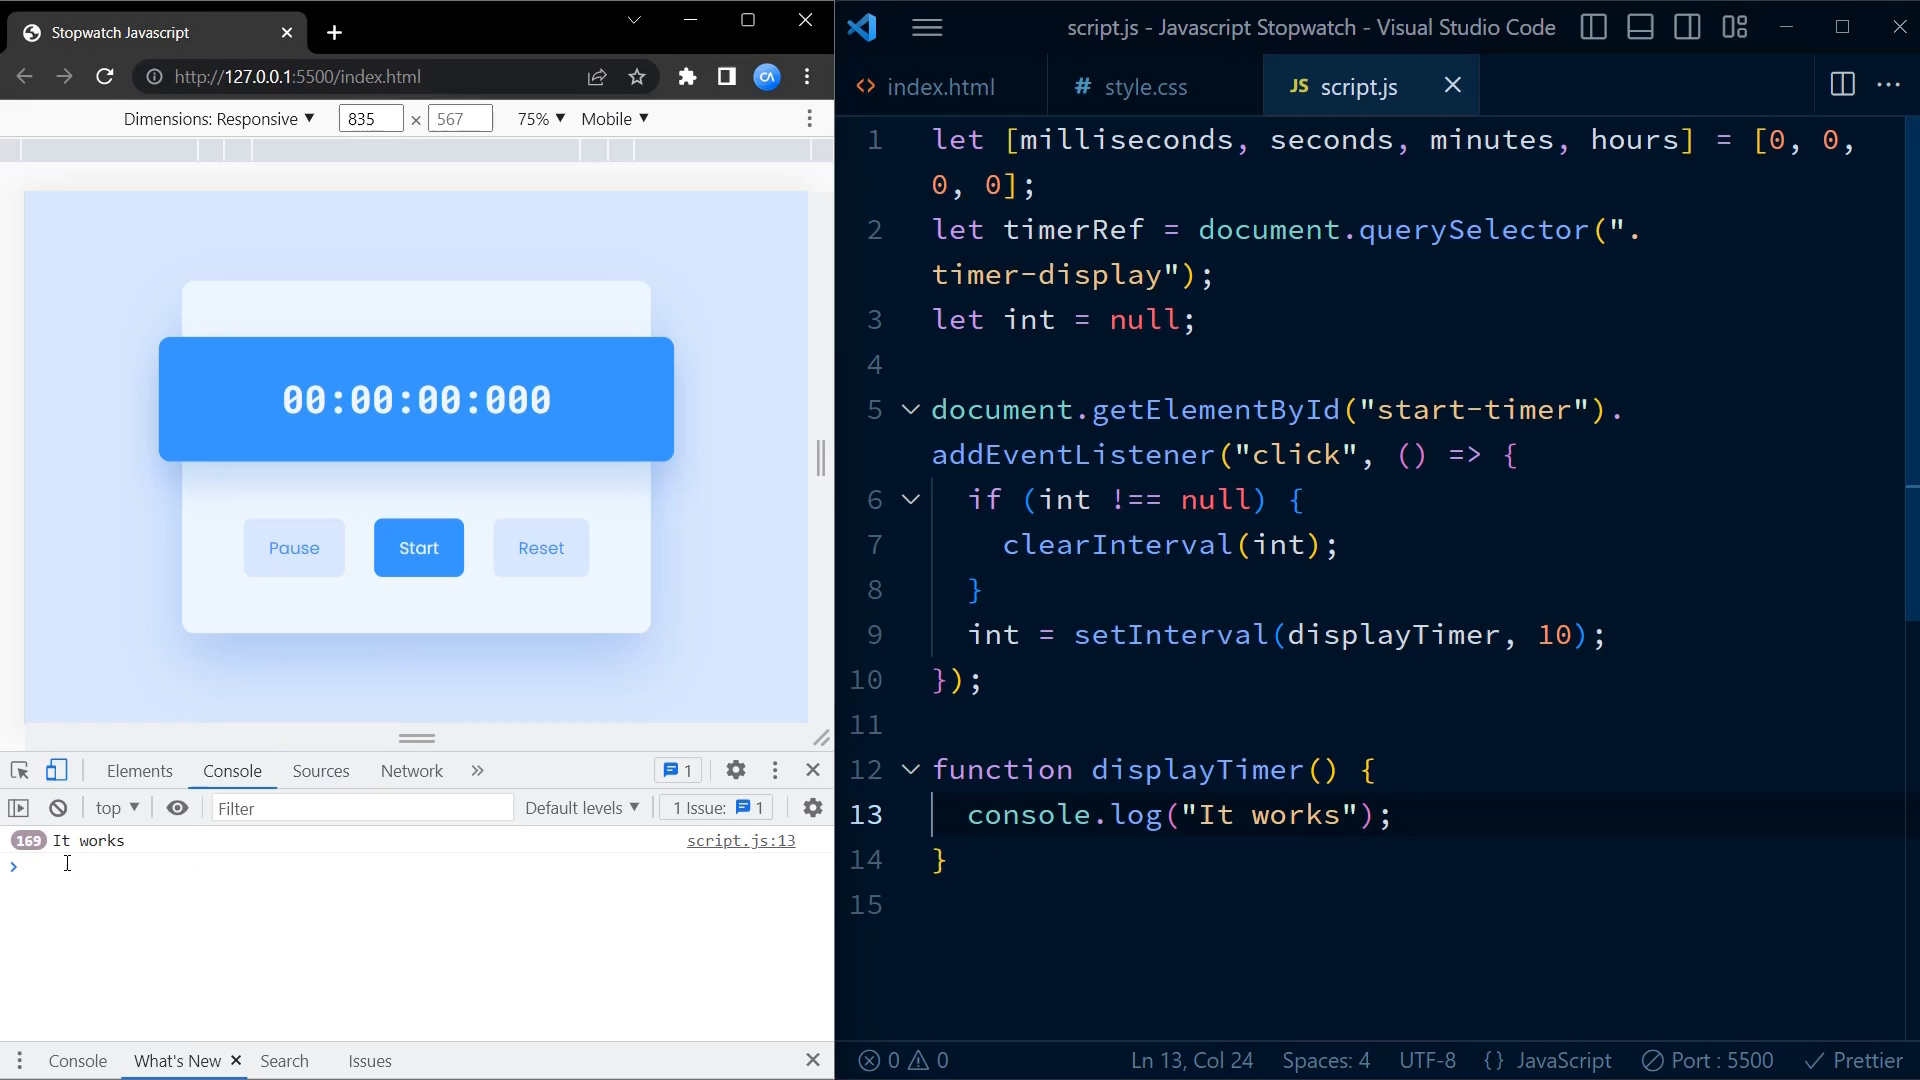 Stopwatch Javascript
http://127.0.0.1:5500/index.html
CA
Dimensions: Responsive ▼ 835 × 567 75% ▼ Mobile ▼
00:00:00:000
Pause Start Reset
Elements Console Sources Network » 1
top ▼ Filter Default levels ▼ 1 Issue: 1
169 It works script.js:13
>
Console What's New × Search Issues
script.js - Javascript Stopwatch - Visual Studio Code
<> index.html # style.css JS script.js
1 let [milliseconds, seconds, minutes, hours] = [0, 0,
0, 0];
2 let timerRef = document.querySelector(".
timer-display");
3 let int = null;
4
5 document.getElementById("start-timer").
addEventListener("click", () => {
6 if (int !== null) {
7 clearInterval(int);
8 }
9 int = setInterval(displayTimer, 10);
10 });
11
12 function displayTimer() {
13 console.log("It works");
14 }
15
0 0 Ln 13, Col 24 Spaces: 4 UTF-8 {} JavaScript Port : 5500 Prettier